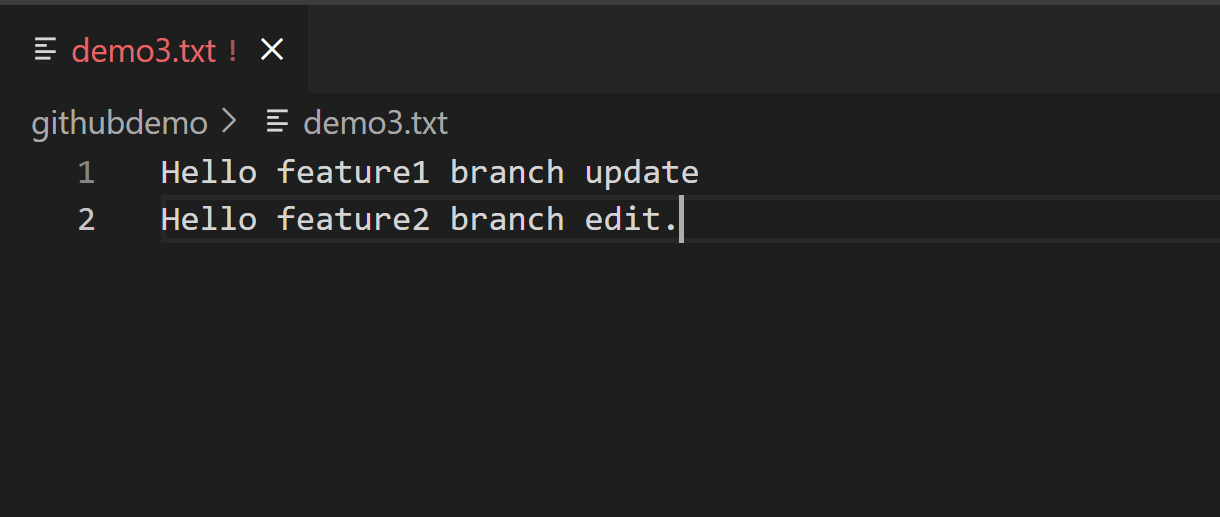 demo3.txt !
githubdemo > demo3.txt
1 Hello feature1 branch update
2 Hello feature2 branch edit.